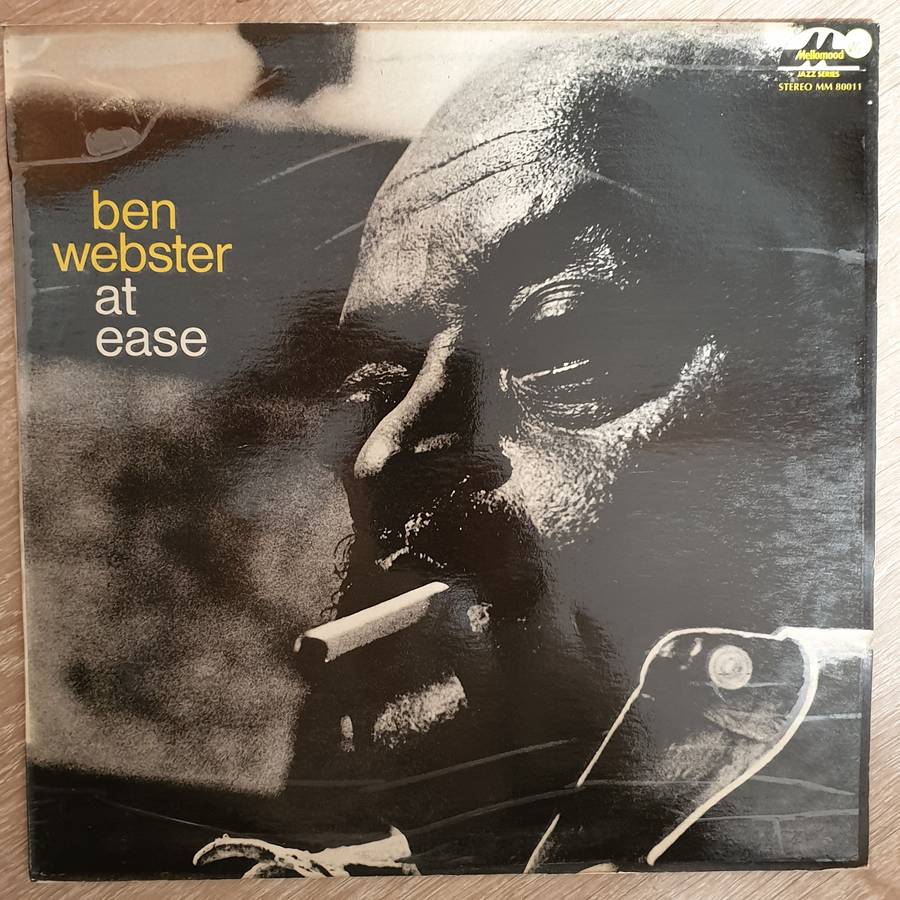 Mellomood
JAZZ SERIES
STEREO MM 80011
ben
webster
at
ease